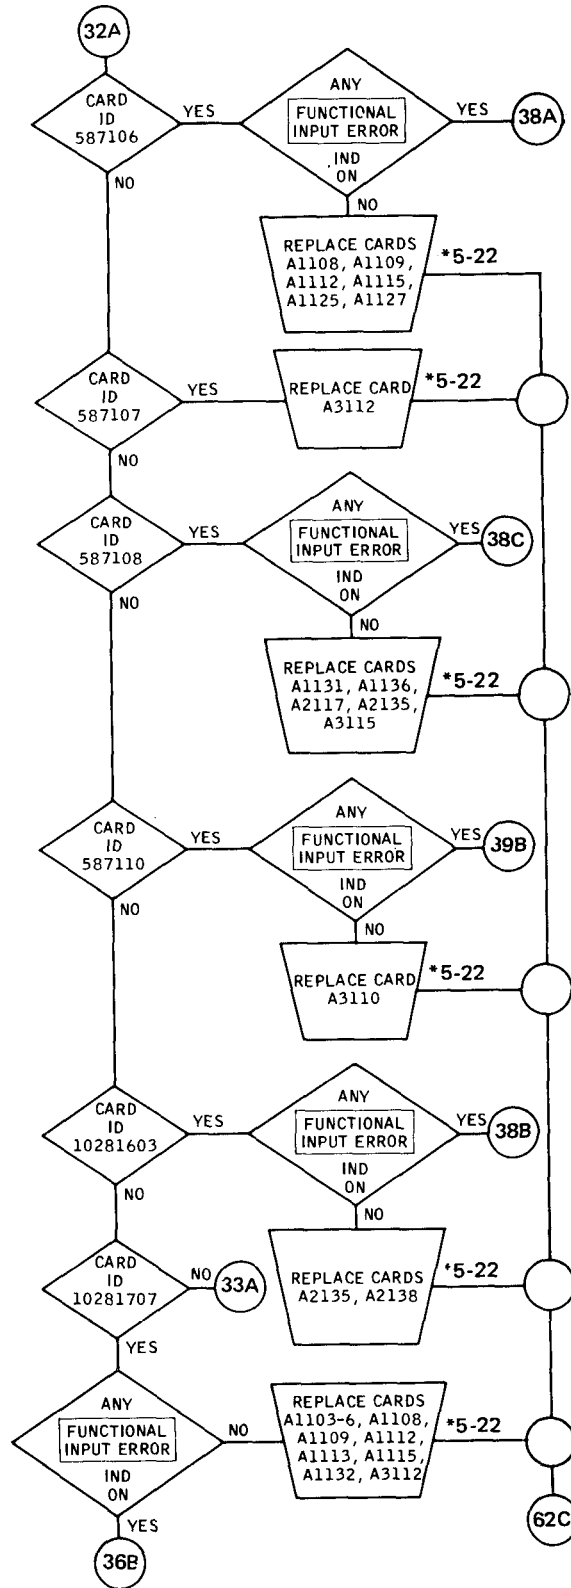 32A
CARD
ID
587106
YES
NO
ANY
FUNCTIONAL
INPUT ERROR
IND
ON
YES
38A
NO
REPLACE CARDS
A1108, A1109,
A1112, A1115,
A1125, A1127
*5-22
CARD
ID
587107
YES
NO
REPLACE CARD
A3112
*5-22
CARD
ID
587108
YES
NO
ANY
FUNCTIONAL
INPUT ERROR
IND
ON
YES
38C
NO
REPLACE CARDS
A1131, A1136,
A2117, A2135,
A3115
*5-22
CARD
ID
587110
YES
NO
ANY
FUNCTIONAL
INPUT ERROR
IND
ON
YES
39B
NO
REPLACE CARD
A3110
*5-22
CARD
ID
10281603
YES
NO
ANY
FUNCTIONAL
INPUT ERROR
IND
ON
YES
38B
NO
REPLACE CARDS
A2135, A2138
*5-22
CARD
ID
10281707
NO
33A
YES
ANY
FUNCTIONAL
INPUT ERROR
IND
ON
NO
YES
36B
REPLACE CARDS
A1103-6, A1108,
A1109, A1112,
A1113, A1115,
A1132, A3112
*5-22
62C